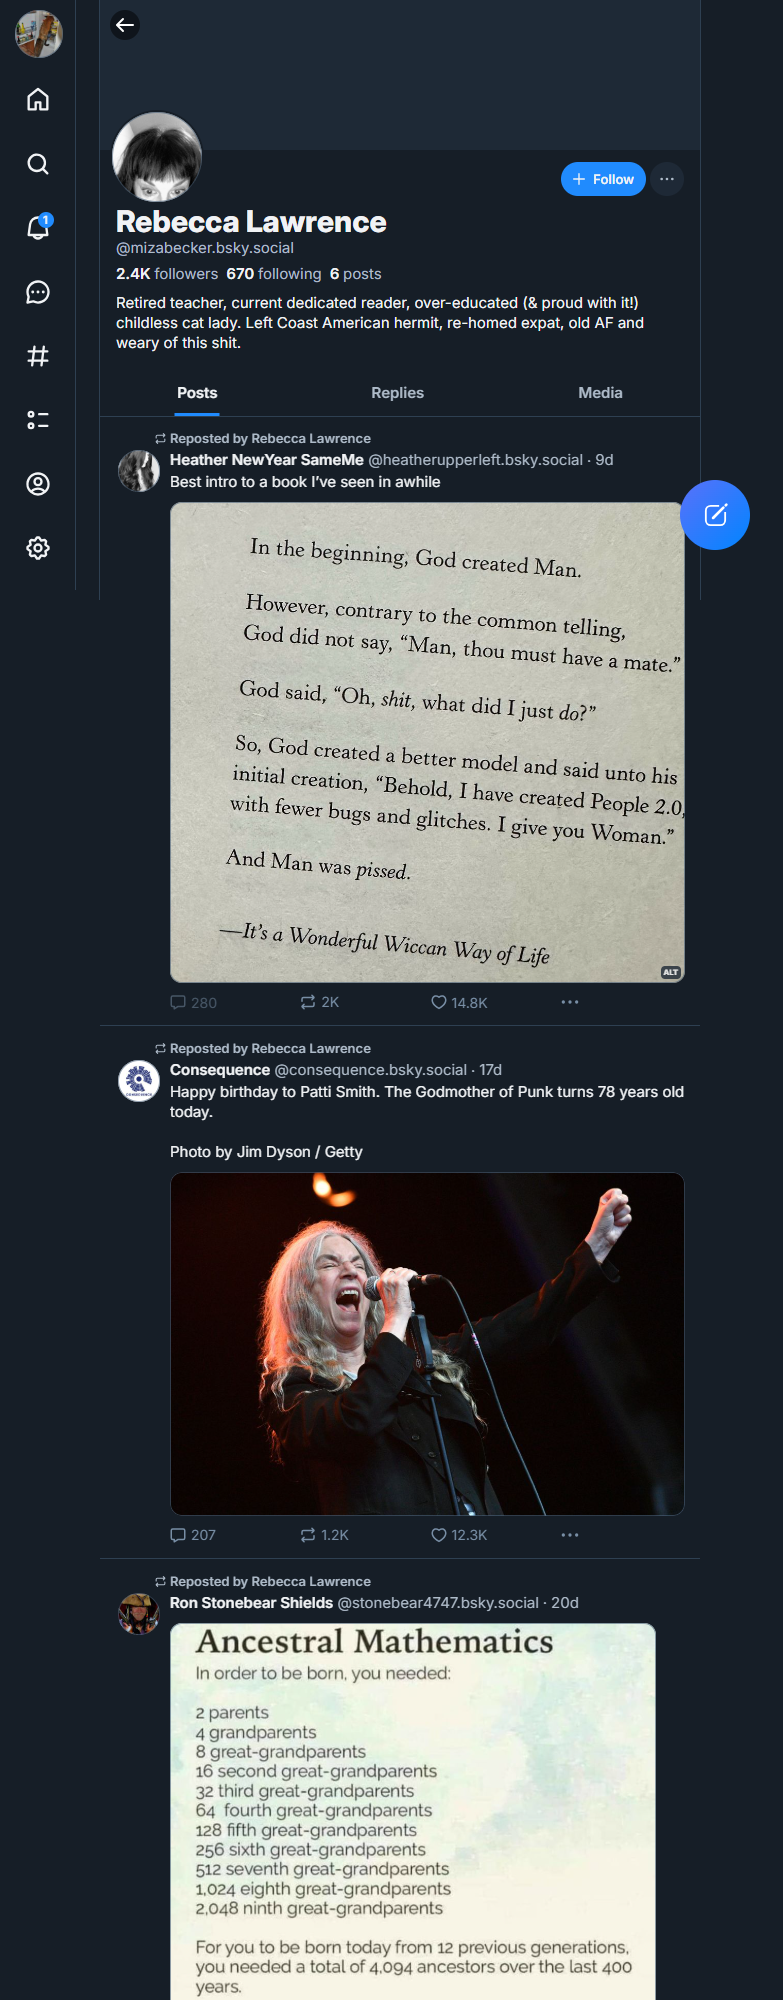 1
+ Follow
Rebecca Lawrence
@mizabecker.bsky.social
2.4K followers 670 following 6 posts
Retired teacher, current dedicated reader, over-educated (& proud with it!)
childless cat lady. Left Coast American hermit, re-homed expat, old AF and
weary of this shit.
Posts Replies Media
Reposted by Rebecca Lawrence
Heather NewYear SameMe @heatherupperleft.bsky.social · 9d
Best intro to a book I’ve seen in awhile
In the beginning, God created Man.
However, contrary to the common telling,
God did not say, “Man, thou must have a mate.”
God said, “Oh, shit, what did I just do?”
So, God created a better model and said unto his
initial creation, “Behold, I have created People 2.0,
with fewer bugs and glitches. I give you Woman.”
And Man was pissed.
—It’s a Wonderful Wiccan Way of Life
ALT
280 2K 14.8K
Reposted by Rebecca Lawrence
Consequence @consequence.bsky.social · 17d
Happy birthday to Patti Smith. The Godmother of Punk turns 78 years old
today.
Photo by Jim Dyson / Getty
207 1.2K 12.3K
Reposted by Rebecca Lawrence
Ron Stonebear Shields @stonebear4747.bsky.social · 20d
Ancestral Mathematics
In order to be born, you needed:
2 parents
4 grandparents
8 great-grandparents
16 second great-grandparents
32 third great-grandparents
64 fourth great-grandparents
128 fifth great-grandparents
256 sixth great-grandparents
512 seventh great-grandparents
1,024 eighth great-grandparents
2,048 ninth great-grandparents
For you to be born today from 12 previous generations,
you needed a total of 4,094 ancestors over the last 400
years.